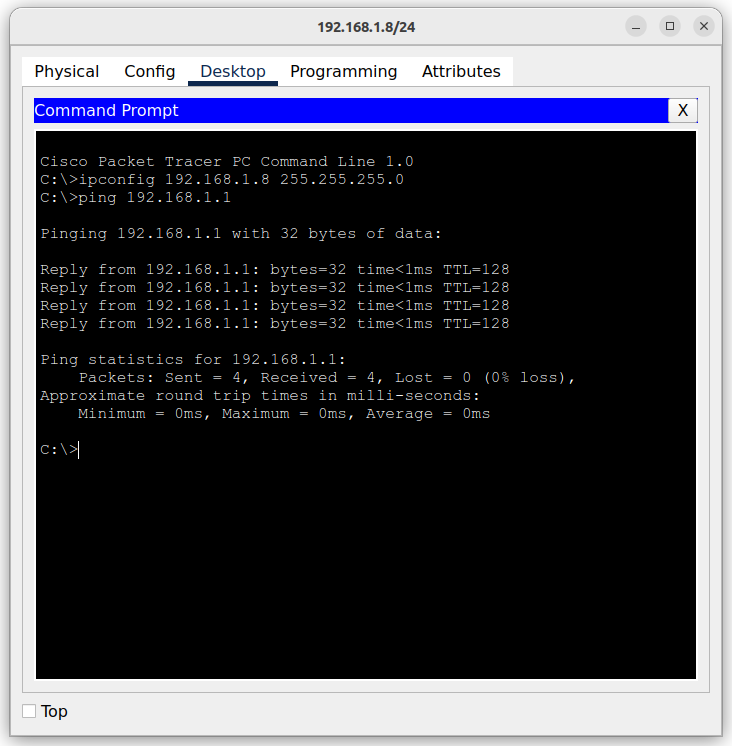 192.168.1.8/24
Physical Config Desktop Programming Attributes
Command Prompt X
Cisco Packet Tracer PC Command Line 1.0
C:\>ipconfig 192.168.1.8 255.255.255.0
C:\>ping 192.168.1.1
Pinging 192.168.1.1 with 32 bytes of data:
Reply from 192.168.1.1: bytes=32 time<1ms TTL=128
Reply from 192.168.1.1: bytes=32 time<1ms TTL=128
Reply from 192.168.1.1: bytes=32 time<1ms TTL=128
Reply from 192.168.1.1: bytes=32 time<1ms TTL=128
Ping statistics for 192.168.1.1:
    Packets: Sent = 4, Received = 4, Lost = 0 (0% loss),
Approximate round trip times in milli-seconds:
    Minimum = 0ms, Maximum = 0ms, Average = 0ms
C:\>
Top